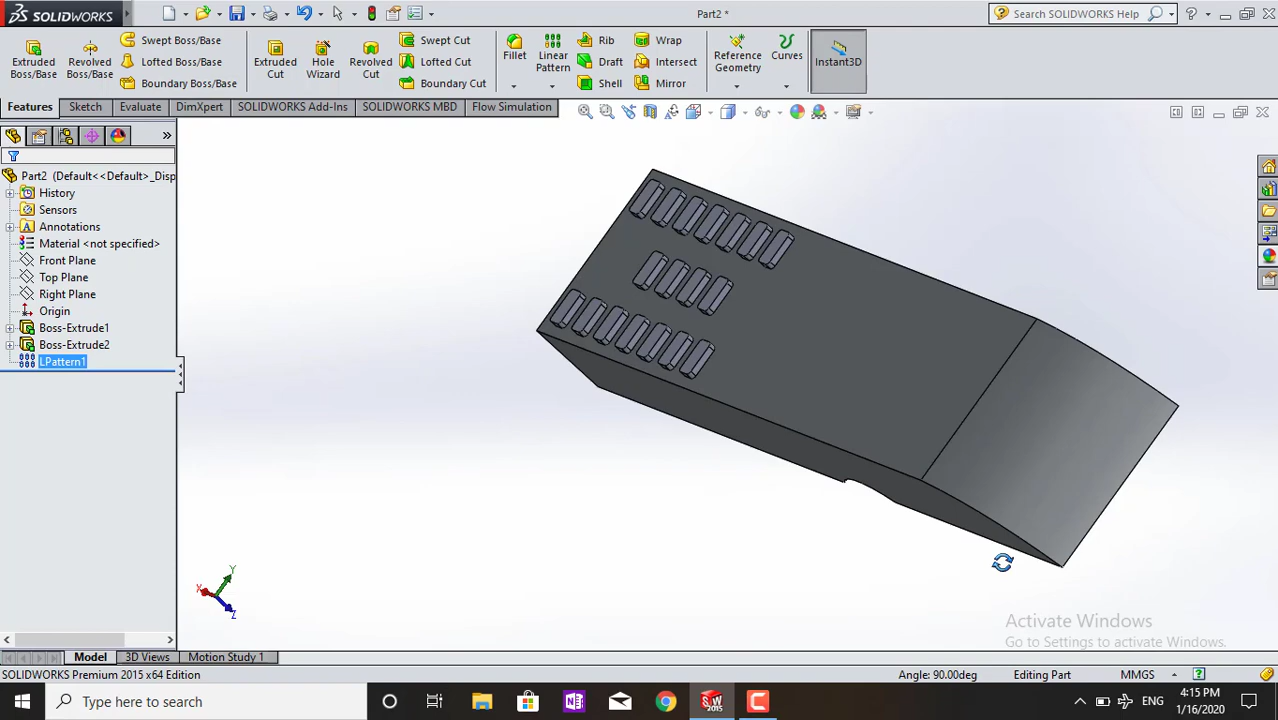 SOLIDWORKS
Part2 *
Search SOLIDWORKS Help
Extruded Boss/Base
Revolved Boss/Base
Swept Boss/Base
Lofted Boss/Base
Boundary Boss/Base
Extruded Cut
Hole Wizard
Revolved Cut
Swept Cut
Lofted Cut
Boundary Cut
Fillet
Linear Pattern
Rib
Draft
Shell
Wrap
Intersect
Mirror
Reference Geometry
Curves
Instant3D
Features
Sketch
Evaluate
DimXpert
SOLIDWORKS Add-Ins
SOLIDWORKS MBD
Flow Simulation
Part2 (Default<<Default>_Disp
History
Sensors
Annotations
Material <not specified>
Front Plane
Top Plane
Right Plane
Origin
Boss-Extrude1
Boss-Extrude2
LPattern1
Y
X
Z
Activate Windows
Go to Settings to activate Windows.
Model
3D Views
Motion Study 1
SOLIDWORKS Premium 2015 x64 Edition
Angle: 90.00deg
Editing Part
MMGS
Type here to search
ENG
4:15 PM
1/16/2020